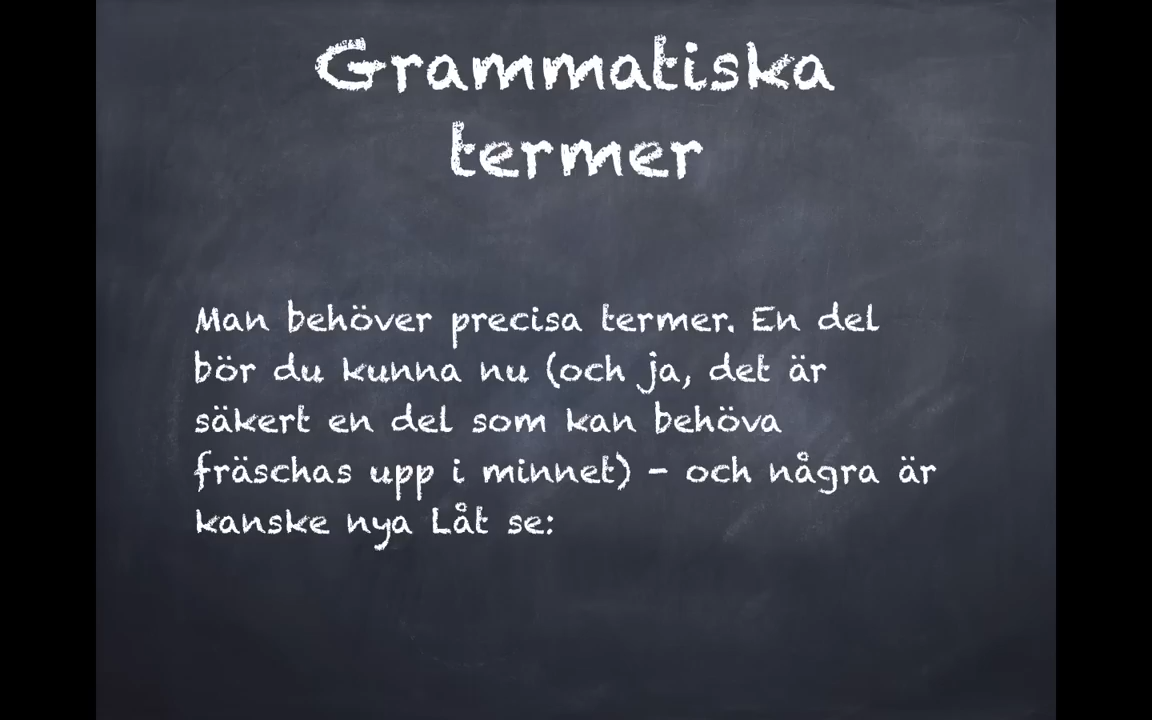 Grammatiska
termer
Man behöver precisa termer. En del
bör du kunna nu (och ja, det är
säkert en del som kan behöva
fräschas upp i minnet) - och några är
kanske nya Låt se: